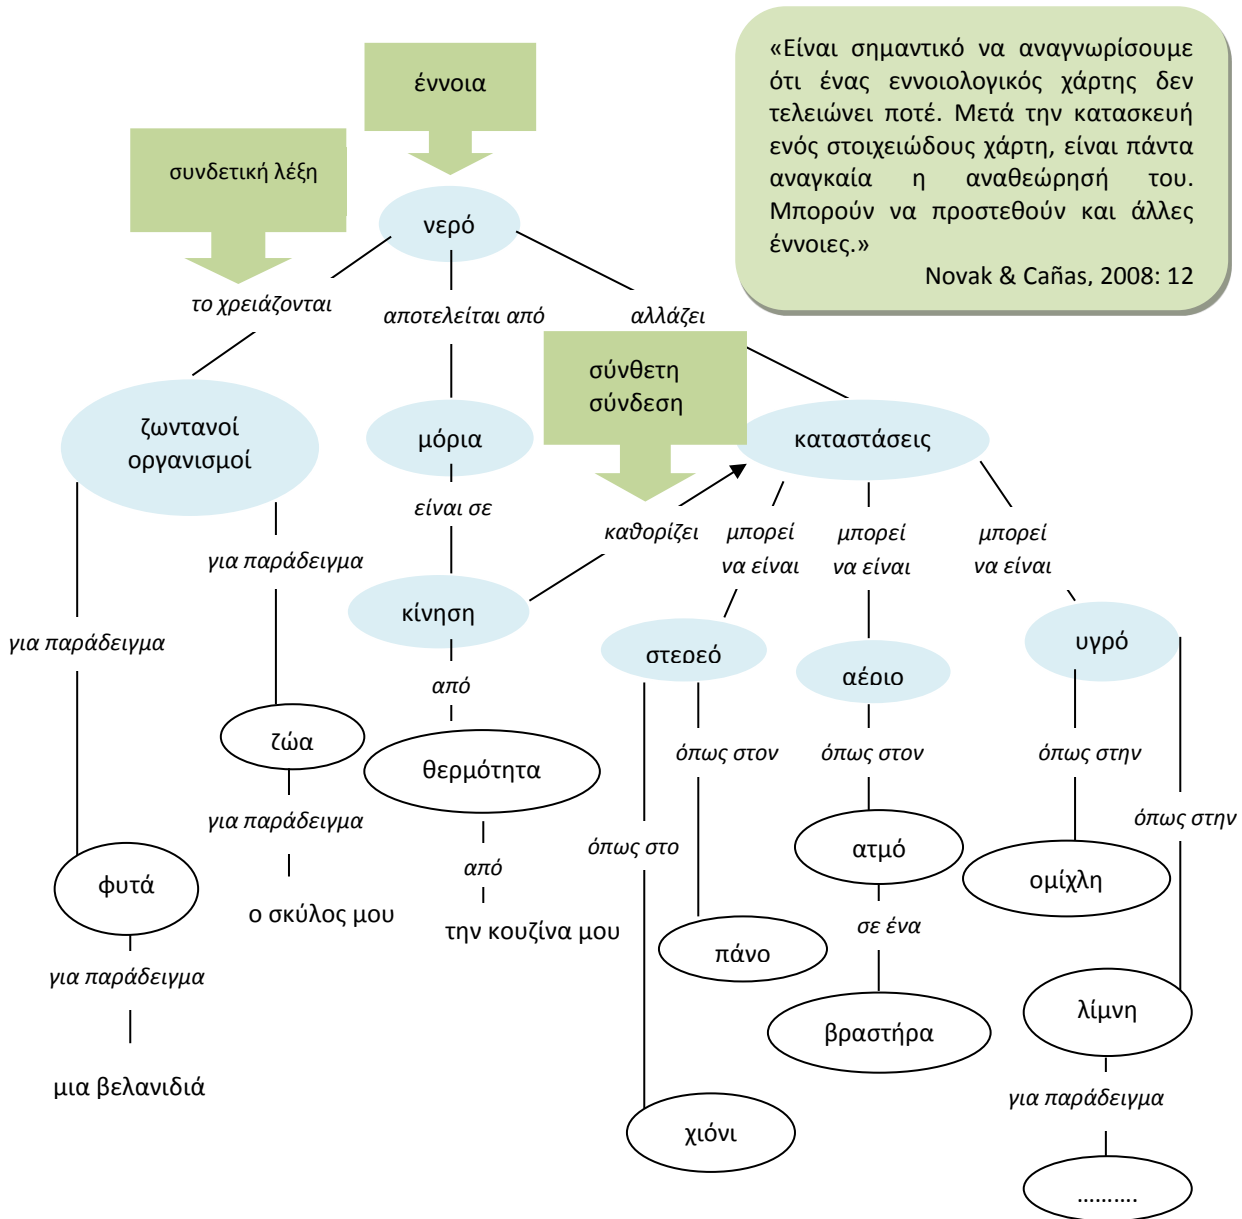 «Είναι σημαντικό να αναγνωρίσουμε
ότι ένας εννοιολογικός χάρτης δεν
τελειώνει ποτέ. Μετά την κατασκευή
ενός στοιχειώδους χάρτη, είναι πάντα
αναγκαία η αναθεώρησή του.
Μπορούν να προστεθούν και άλλες
έννοιες.»
Novak & Cañas, 2008: 12
έννοια
συνδετική λέξη
νερό
το χρειάζονται
αποτελείται από
αλλάζει
σύνθετη
σύνδεση
ζωντανοί
οργανισμοί
μόρια
καταστάσεις
είναι σε
καθορίζει
μπορεί
να είναι
μπορεί
να είναι
μπορεί
να είναι
για παράδειγμα
κίνηση
για παράδειγμα
στερεό
αέριο
υγρό
από
ζώα
θερμότητα
όπως στον
όπως στον
όπως στην
για παράδειγμα
όπως στο
όπως στην
από
ατμό
ομίχλη
φυτά
ο σκύλος μου
την κουζίνα μου
σε ένα
πάνο
για παράδειγμα
βραστήρα
λίμνη
μια βελανιδιά
για παράδειγμα
χιόνι
..........